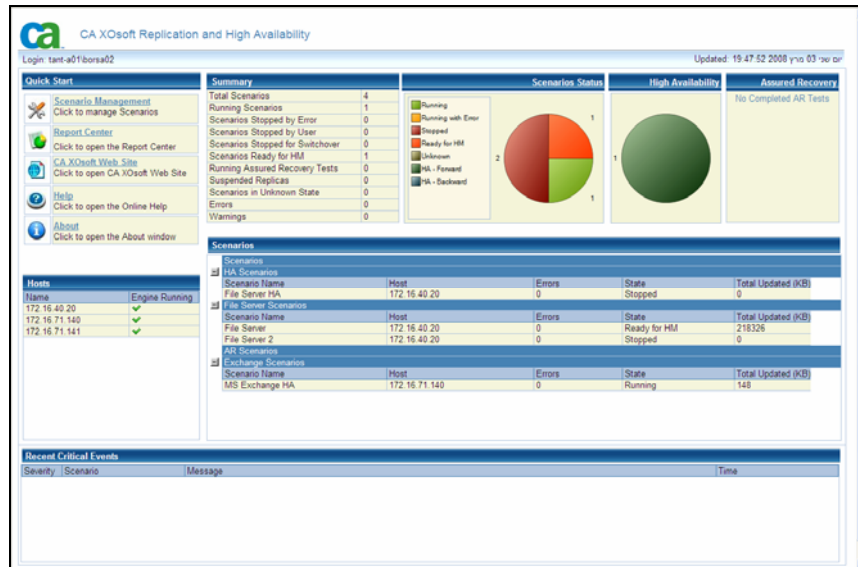 ca
CA XOsoft Replication and High Availability
Login: tant-a01\borsa02
Updated: 19:47:52 2008 יום שני 03 מרץ
Quick Start
Scenario Management
Click to manage Scenarios
Report Center
Click to open the Report Center
CA XOsoft Web Site
Click to open CA XOsoft Web Site
Help
Click to open the Online Help
About
Click to open the About window
Hosts
Name Engine Running
172.16.40.20
172.16.71.140
172.16.71.141
Summary
Total Scenarios 4
Running Scenarios 1
Scenarios Stopped by Error 0
Scenarios Stopped by User 0
Scenarios Stopped for Switchover 0
Scenarios Ready for HM 1
Running Assured Recovery Tests 0
Suspended Replicas 0
Scenarios in Unknown State 0
Errors 0
Warnings 0
Scenarios Status
Running
Running with Error
Stopped
Ready for HM
Unknown
HA - Forward
HA - Backward
1
2
1
High Availability
1
Assured Recovery
No Completed AR Tests
Scenarios
Scenarios
HA Scenarios
Scenario Name Host Errors State Total Updated (KB)
File Server HA 172.16.40.20 0 Stopped 0
File Server Scenarios
Scenario Name Host Errors State Total Updated (KB)
File Server 172.16.40.20 0 Ready for HM 218326
File Server 2 172.16.40.20 0 Stopped 0
AR Scenarios
Exchange Scenarios
Scenario Name Host Errors State Total Updated (KB)
MS Exchange HA 172.16.71.140 0 Running 148
Recent Critical Events
Severity Scenario Message Time